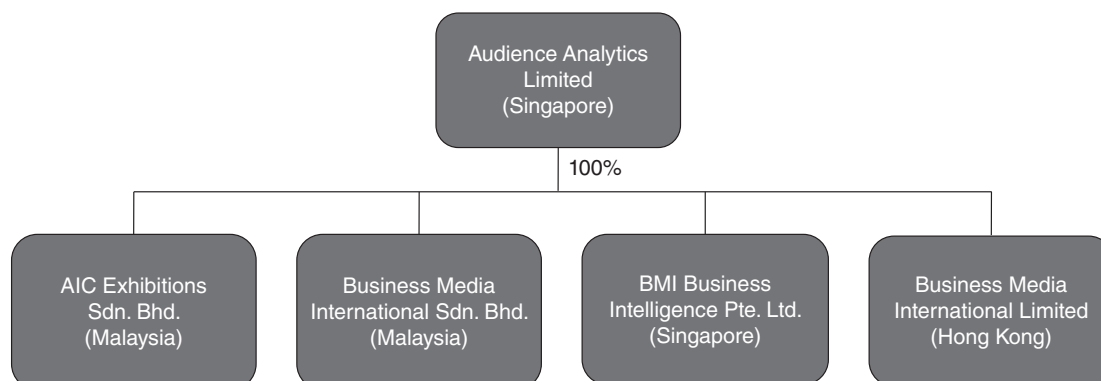 Audience Analytics
Limited
(Singapore)
100%
AIC Exhibitions
Sdn. Bhd.
(Malaysia)
Business Media
International Sdn. Bhd.
(Malaysia)
BMI Business
Intelligence Pte. Ltd.
(Singapore)
Business Media
International Limited
(Hong Kong)